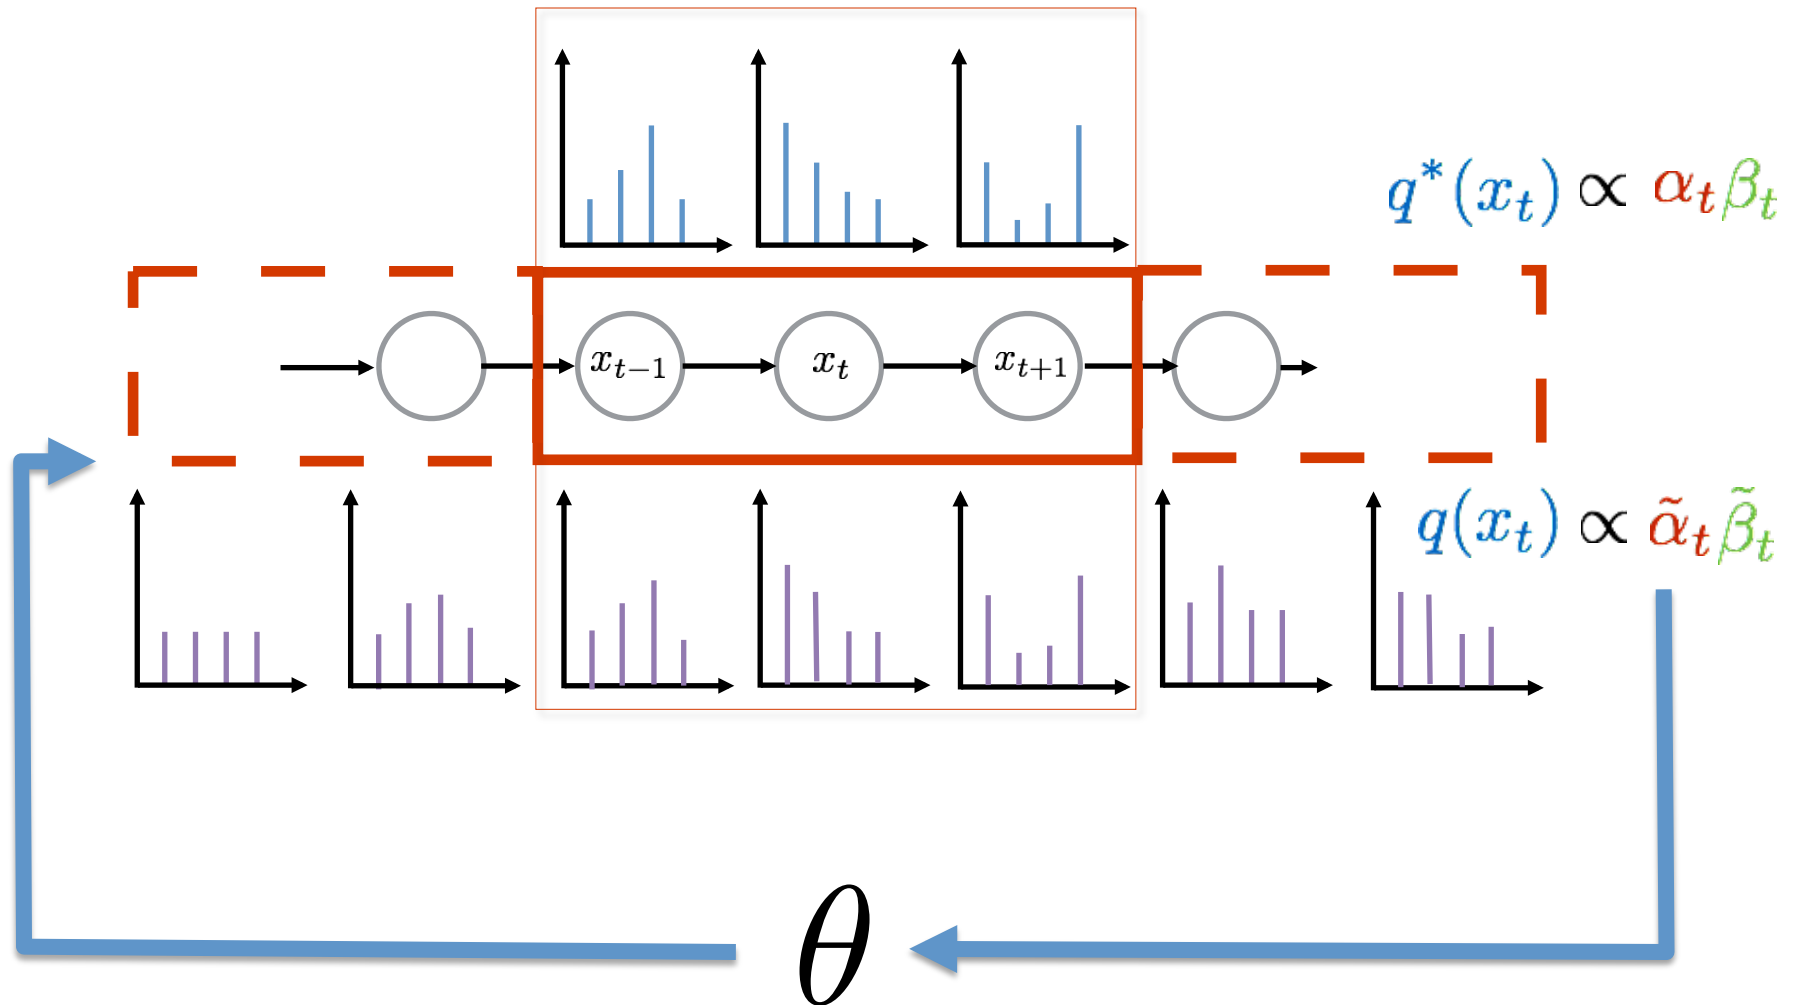 q*(x_t) ∝ α_t β_t
x_{t−1}
x_t
x_{t+1}
q(x_t) ∝ α̃_t β̃_t
θ